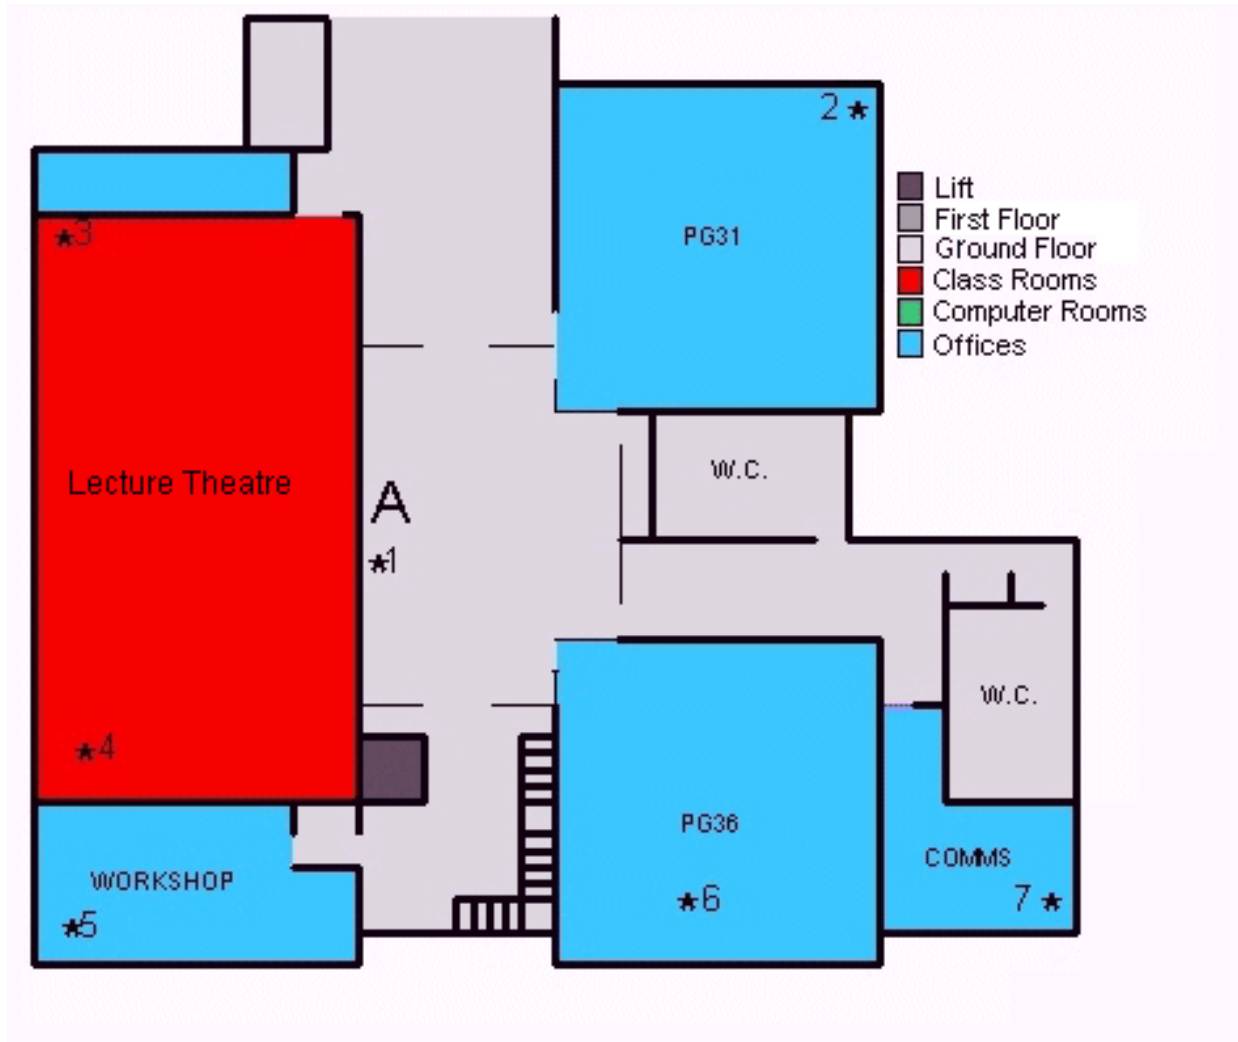 2
Lift
First Floor
3
PG31
Ground Floor
Class Rooms
Computer Rooms
Offices
W.C.
Lecture Theatre
A
1
W.C.
4
PG36
COMMS
WORKSHOP
6
7
5